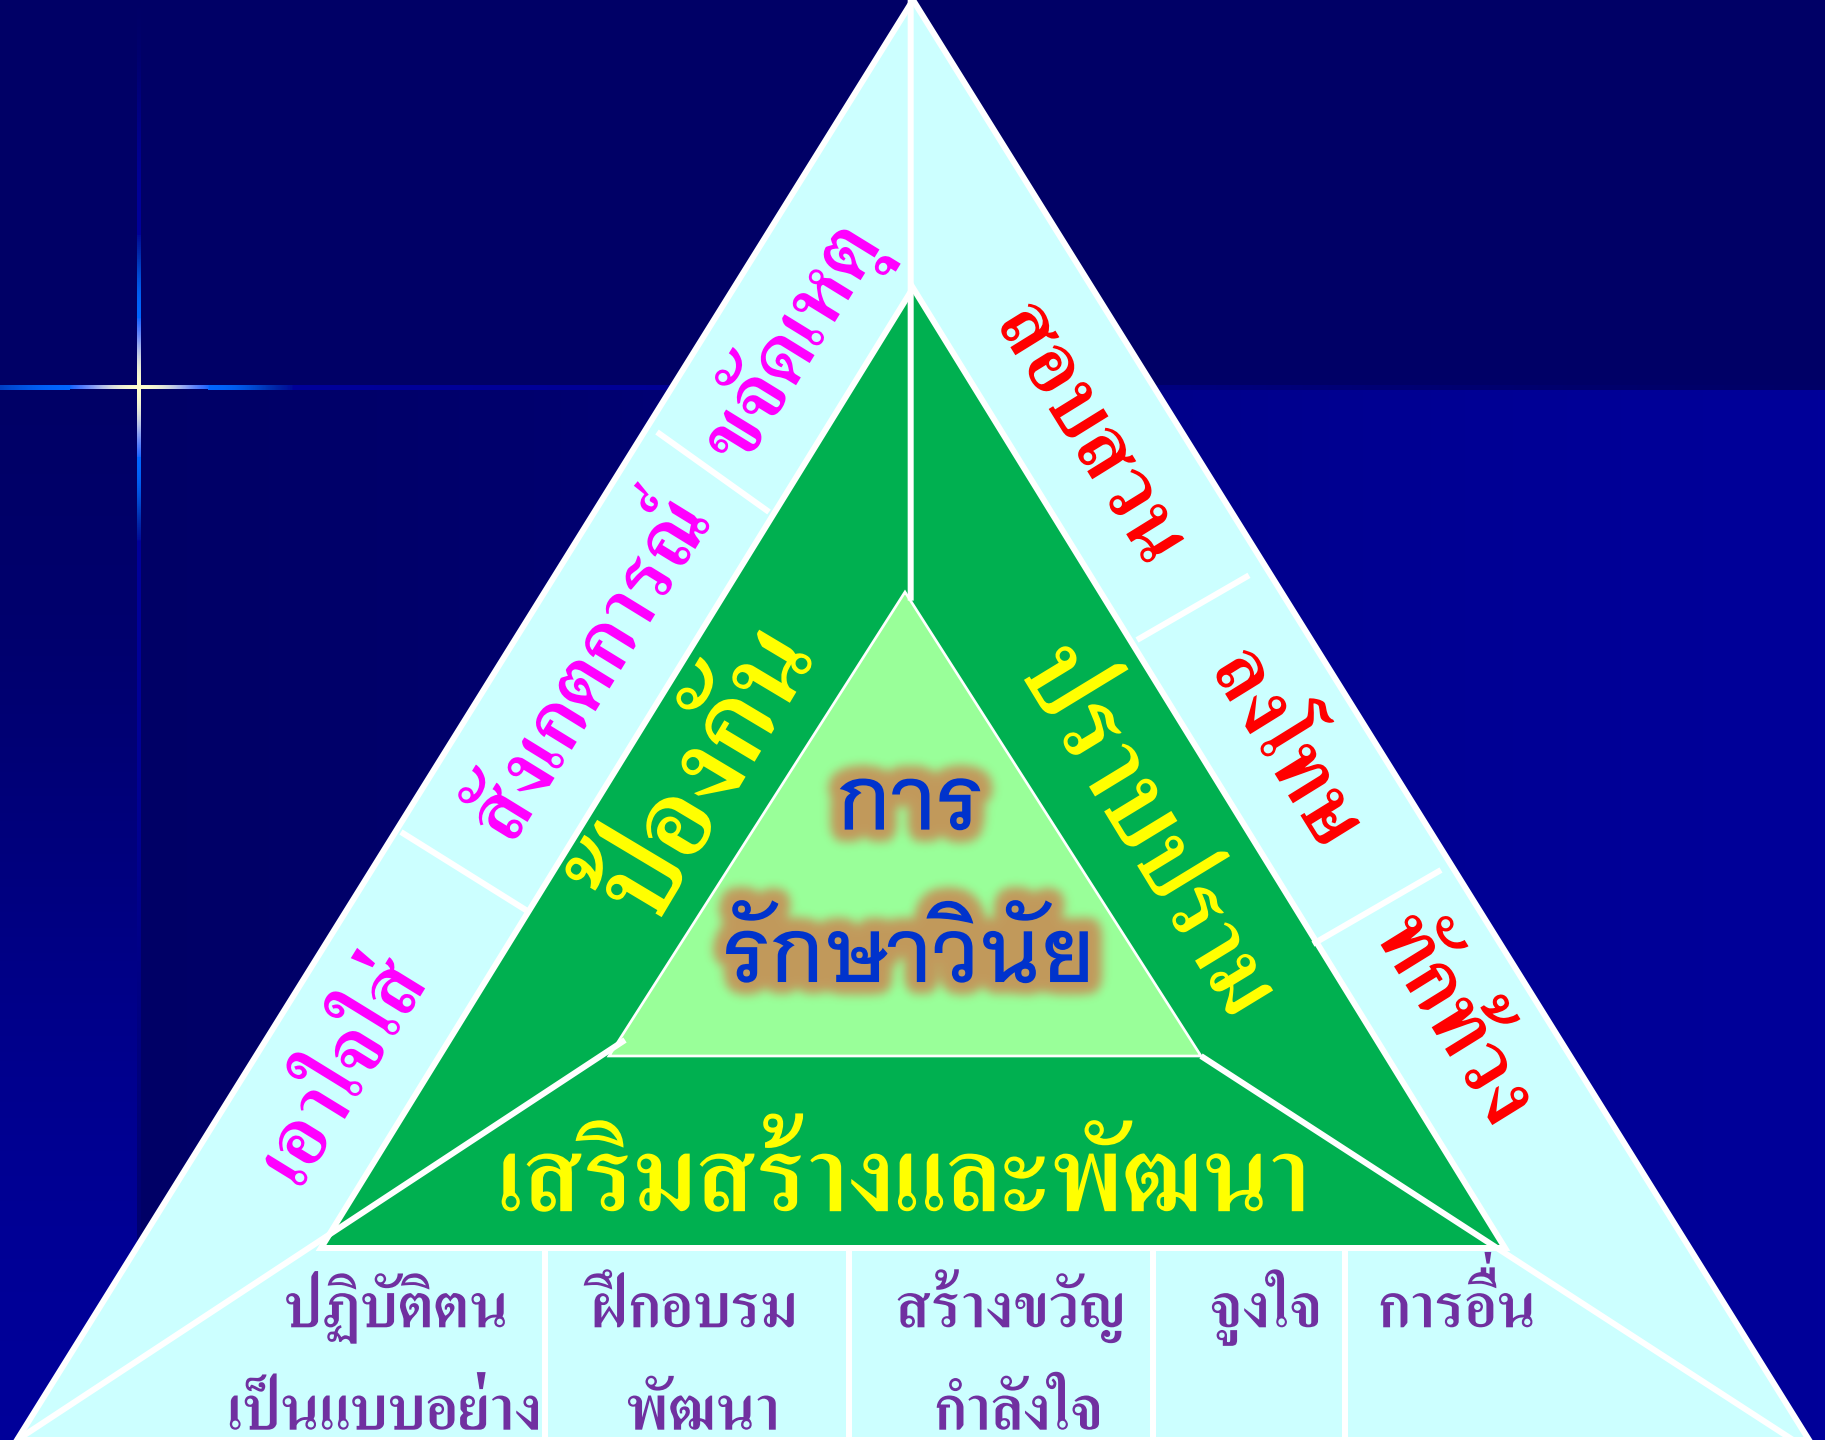 ขจัดเหตุ
สังเกตการณ์
เอาใจใส่
สอบสวน
ลงโทษ
ทักท้วง
ป้องกัน
ปราบปราม
การ
รักษาวินัย
เสริมสร้างและพัฒนา
ปฏิบัติตน
เป็นแบบอย่าง
ฝึกอบรม
พัฒนา
สร้างขวัญ
กำลังใจ
จูงใจ
การอื่น